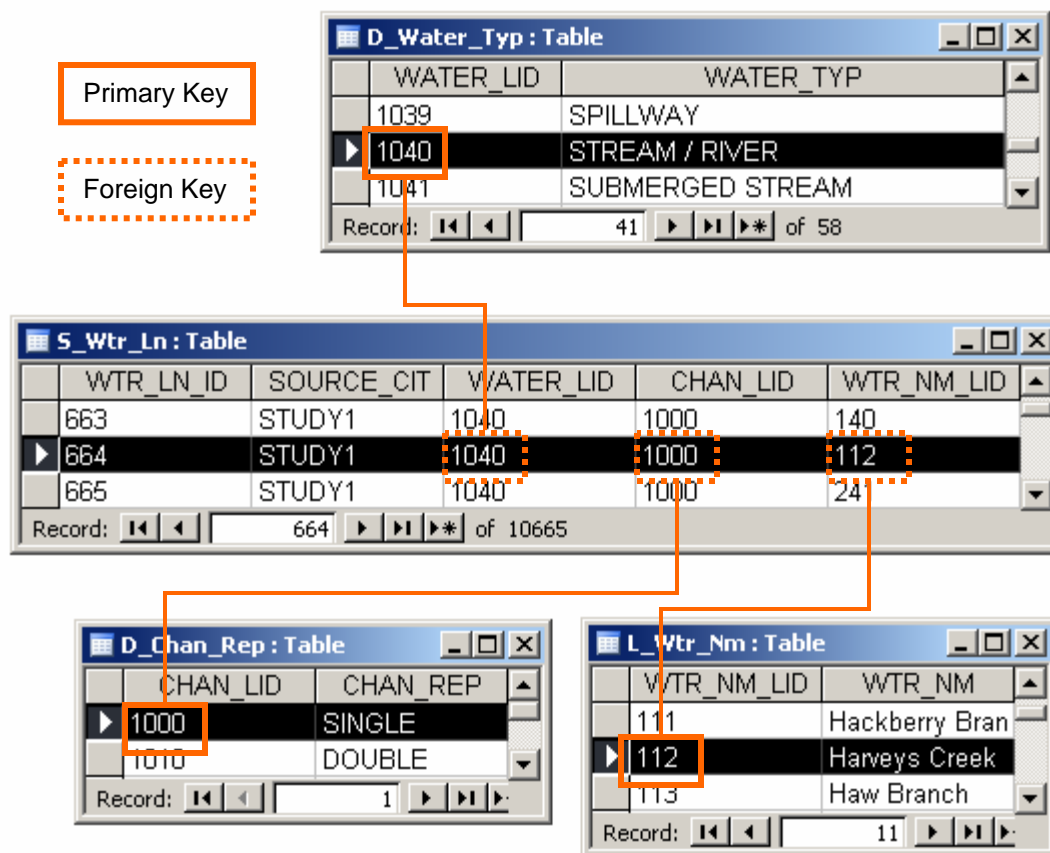 D_Water_Typ : Table
WATER_LID WATER_TYP
1039 SPILLWAY
1040 STREAM / RIVER
1041 SUBMERGED STREAM
Record: 41 of 58
Primary Key
Foreign Key
S_Wtr_Ln : Table
WTR_LN_ID SOURCE_CIT WATER_LID CHAN_LID WTR_NM_LID
663 STUDY1 1040 1000 140
664 STUDY1 1040 1000 112
665 STUDY1 1040 1000 241
Record: 664 of 10665
D_Chan_Rep : Table
CHAN_LID CHAN_REP
1000 SINGLE
1010 DOUBLE
Record: 1
L_Wtr_Nm : Table
WTR_NM_LID WTR_NM
111 Hackberry Bran
112 Harveys Creek
113 Haw Branch
Record: 11